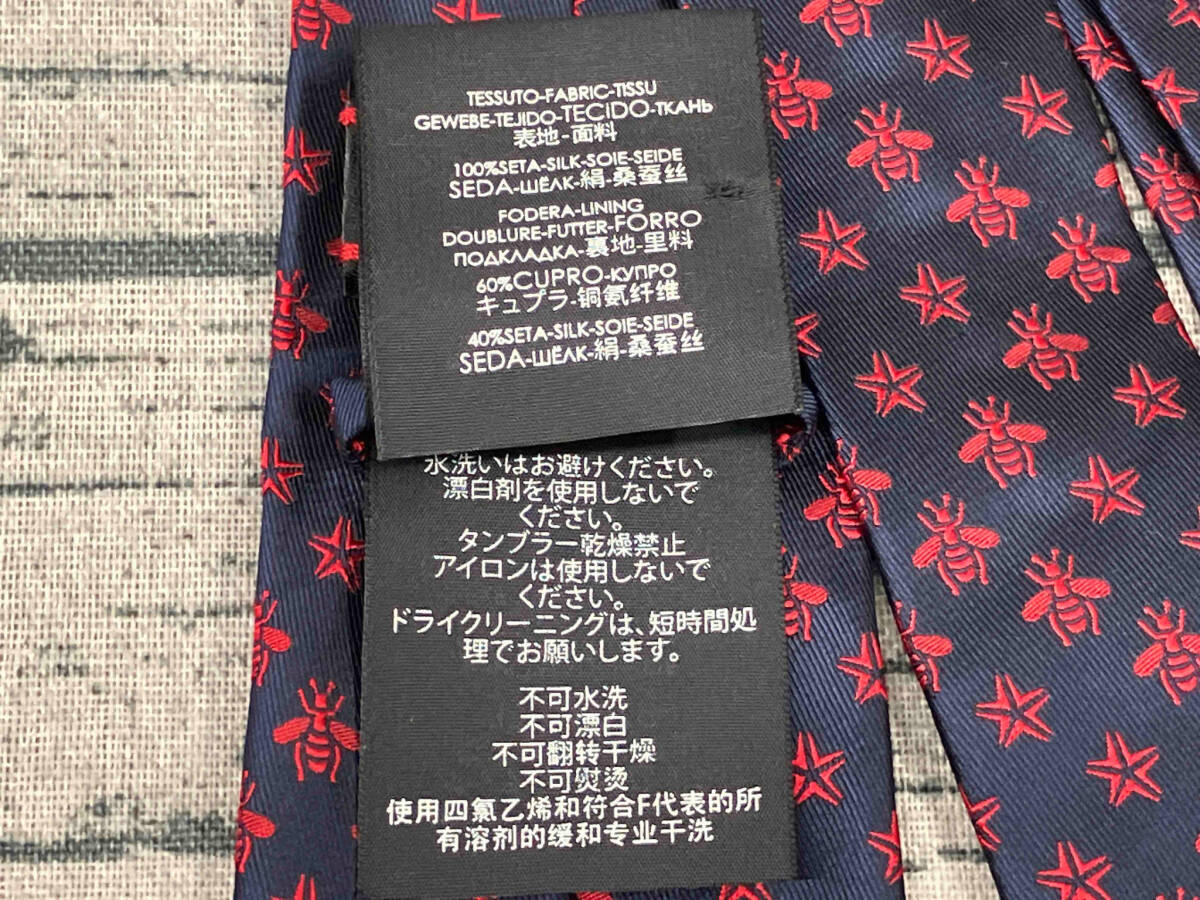 TESSUTO-FABRIC-TISSU
GEWEBE-TEJIDO-TECIDO-ТКАНЬ
表地-面料
100%SETA-SILK-SOIE-SEIDE
SEDA-ШЁЛК-絹-桑蚕丝
FODERA-LINING
DOUBLURE-FUTTER-FORRO
ПОДКЛАДКА-裏地-里料
60%CUPRO-КУПРО
キュプラ-铜氨纤维
40%SETA-SILK-SOIE-SEIDE
SEDA-ШЁЛК-絹-桑蚕丝
水洗いはお避けください。
漂白剤を使用しないで
ください。
タンブラー乾燥禁止
アイロンは使用しないで
ください。
ドライクリーニングは、短時間処
理でお願いします。
不可水洗
不可漂白
不可翻转干燥
不可熨烫
使用四氯乙烯和符合F代表的所
有溶剂的缓和专业干洗